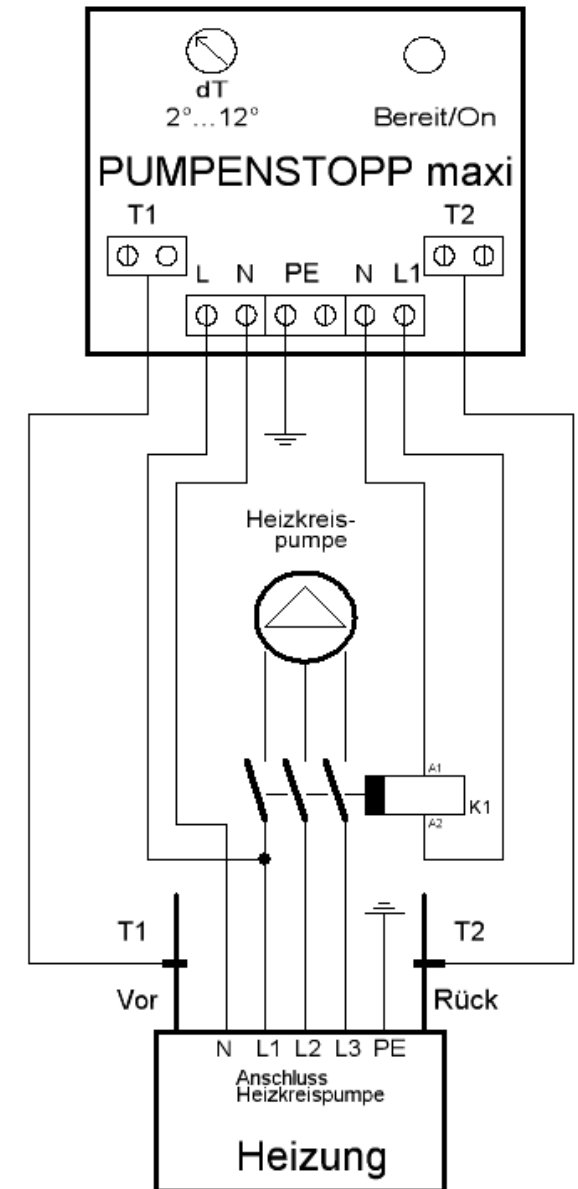 dT
2°...12°
Bereit/On
PUMPENSTOPP maxi
T1
T2
L N PE N L1
Heizkreis-
pumpe
A1
K1
A2
T1
T2
Vor
Rück
N L1 L2 L3 PE
Anschluss
Heizkreispumpe
Heizung